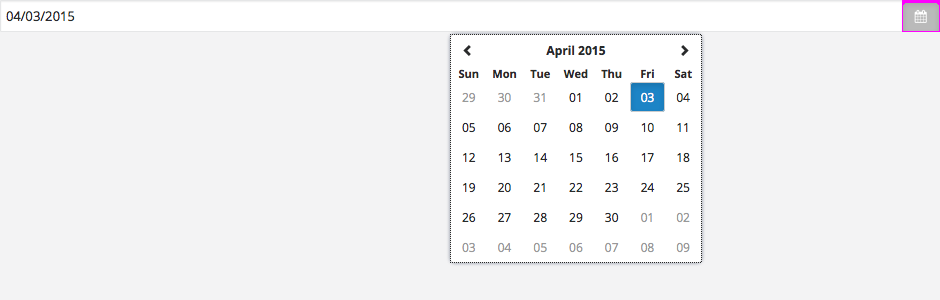 04/03/2015
April 2015
Sun Mon Tue Wed Thu Fri Sat
29 30 31 01 02 03 04
05 06 07 08 09 10 11
12 13 14 15 16 17 18
19 20 21 22 23 24 25
26 27 28 29 30 01 02
03 04 05 06 07 08 09